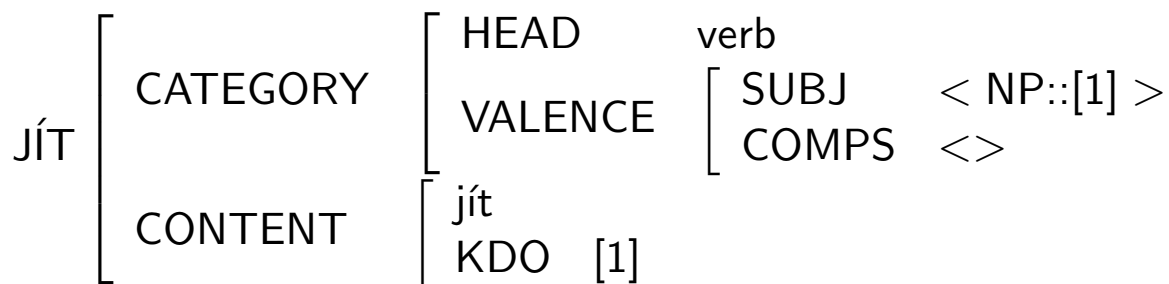 HEAD verb
CATEGORY
SUBJ < NP::[1] >
VALENCE
COMPS <>
JÍT
jít
CONTENT
KDO [1]